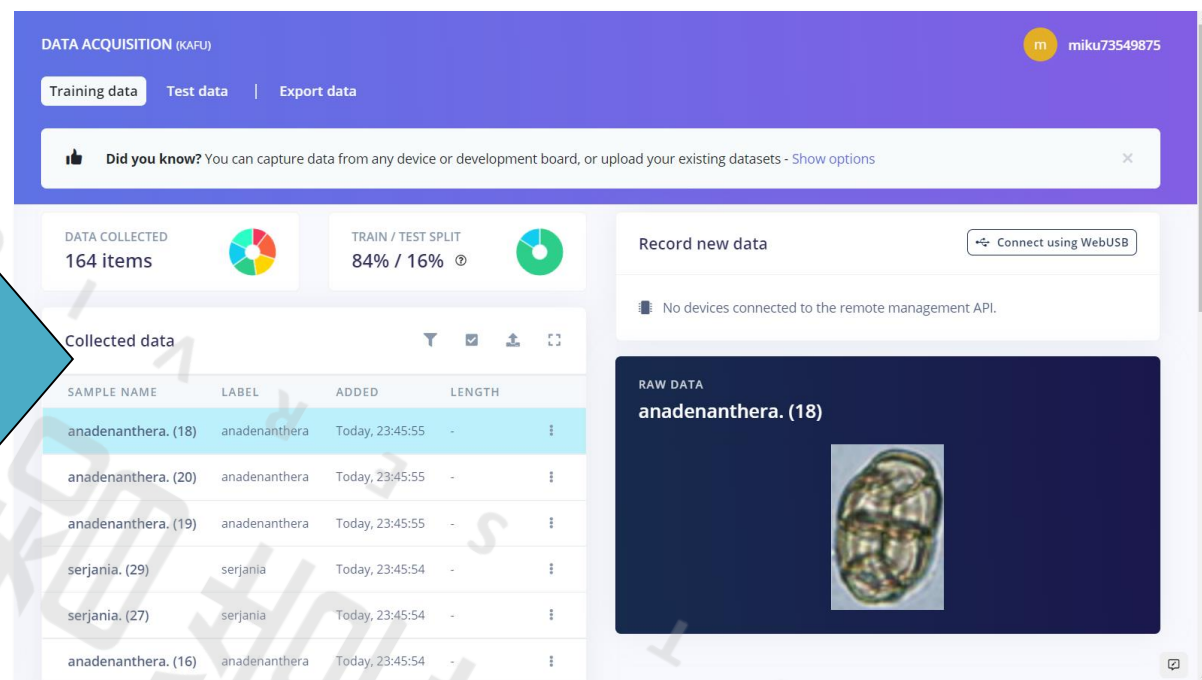 DATA ACQUISITION (KAFU)
m miku73549875
Training data Test data | Export data
Did you know? You can capture data from any device or development board, or upload your existing datasets - Show options
DATA COLLECTED
164 items
TRAIN / TEST SPLIT
84% / 16%
Record new data
Connect using WebUSB
No devices connected to the remote management API.
Collected data
SAMPLE NAME LABEL ADDED LENGTH
anadenanthera. (18) anadenanthera Today, 23:45:55 -
anadenanthera. (20) anadenanthera Today, 23:45:55 -
anadenanthera. (19) anadenanthera Today, 23:45:55 -
serjania. (29) serjania Today, 23:45:54 -
serjania. (27) serjania Today, 23:45:54 -
anadenanthera. (16) anadenanthera Today, 23:45:54 -
RAW DATA
anadenanthera. (18)